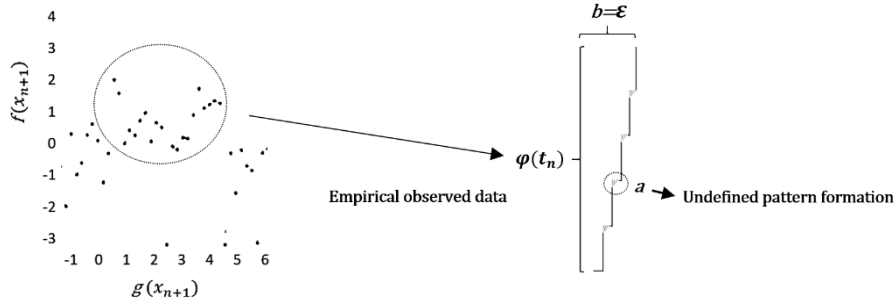 4
3
2
1
0
-1
-2
-3
f(xₙ₊₁)
-1 0 1 2 3 4 5 6
g(xₙ₊₁)
Empirical observed data
b=ε
φ(tₙ)
a
Undefined pattern formation